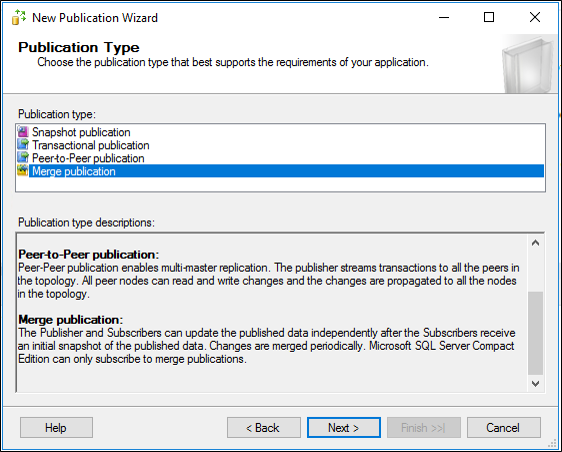 New Publication Wizard
Publication Type
Choose the publication type that best supports the requirements of your application.
Publication type:
Snapshot publication
Transactional publication
Peer-to-Peer publication
Merge publication
Publication type descriptions:
Peer-to-Peer publication:
Peer-Peer publication enables multi-master replication. The publisher streams transactions to all the peers in
the topology. All peer nodes can read and write changes and the changes are propagated to all the nodes
in the topology.
Merge publication:
The Publisher and Subscribers can update the published data independently after the Subscribers receive
an initial snapshot of the published data. Changes are merged periodically. Microsoft SQL Server Compact
Edition can only subscribe to merge publications.
Help
< Back
Next >
Finish >>|
Cancel